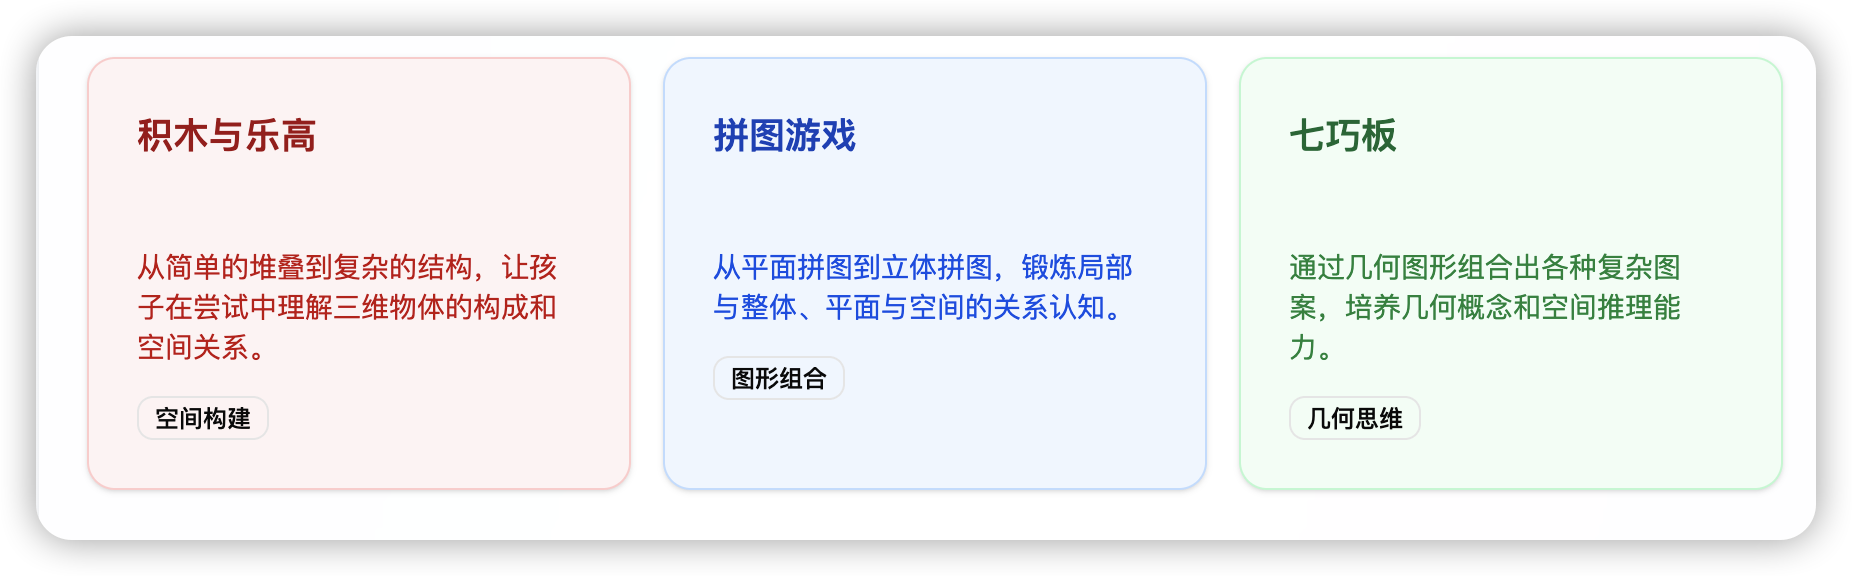 积木与乐高
从简单的堆叠到复杂的结构，让孩
子在尝试中理解三维物体的构成和
空间关系。
空间构建
拼图游戏
从平面拼图到立体拼图，锻炼局部
与整体、平面与空间的关系认知。
图形组合
七巧板
通过几何图形组合出各种复杂图
案，培养几何概念和空间推理能
力。
几何思维